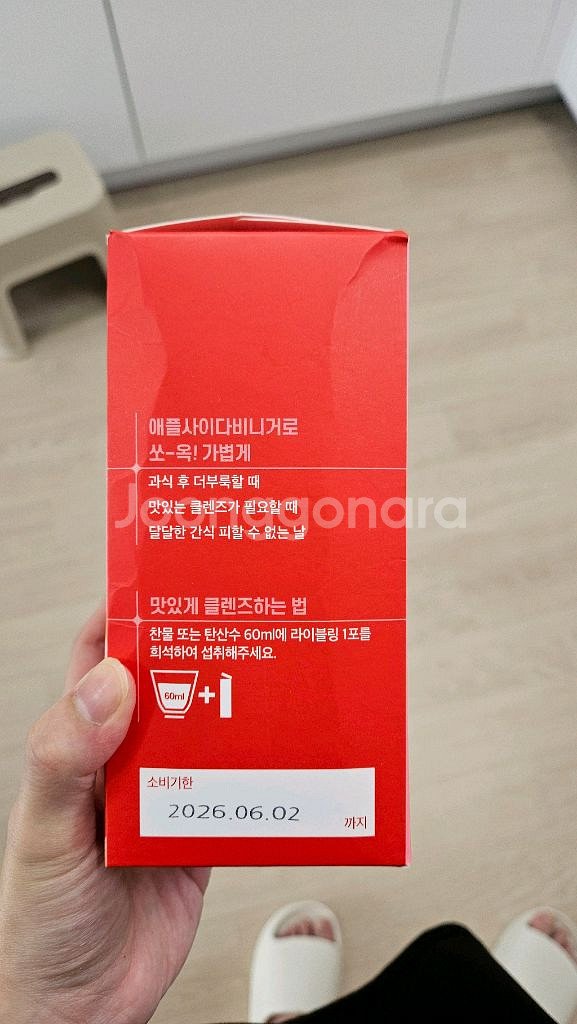 애플사이다비니거로
쏘-옥! 가볍게
과식 후 더부룩할 때
맛있는 클렌즈가 필요할 때
달달한 간식 피할 수 없는 날
Joonggonara
맛있게 클렌즈하는 법
찬물 또는 탄산수 60ml에 라이블링 1포를
희석하여 섭취해주세요.
60ml +
소비기한
2026.06.02
까지